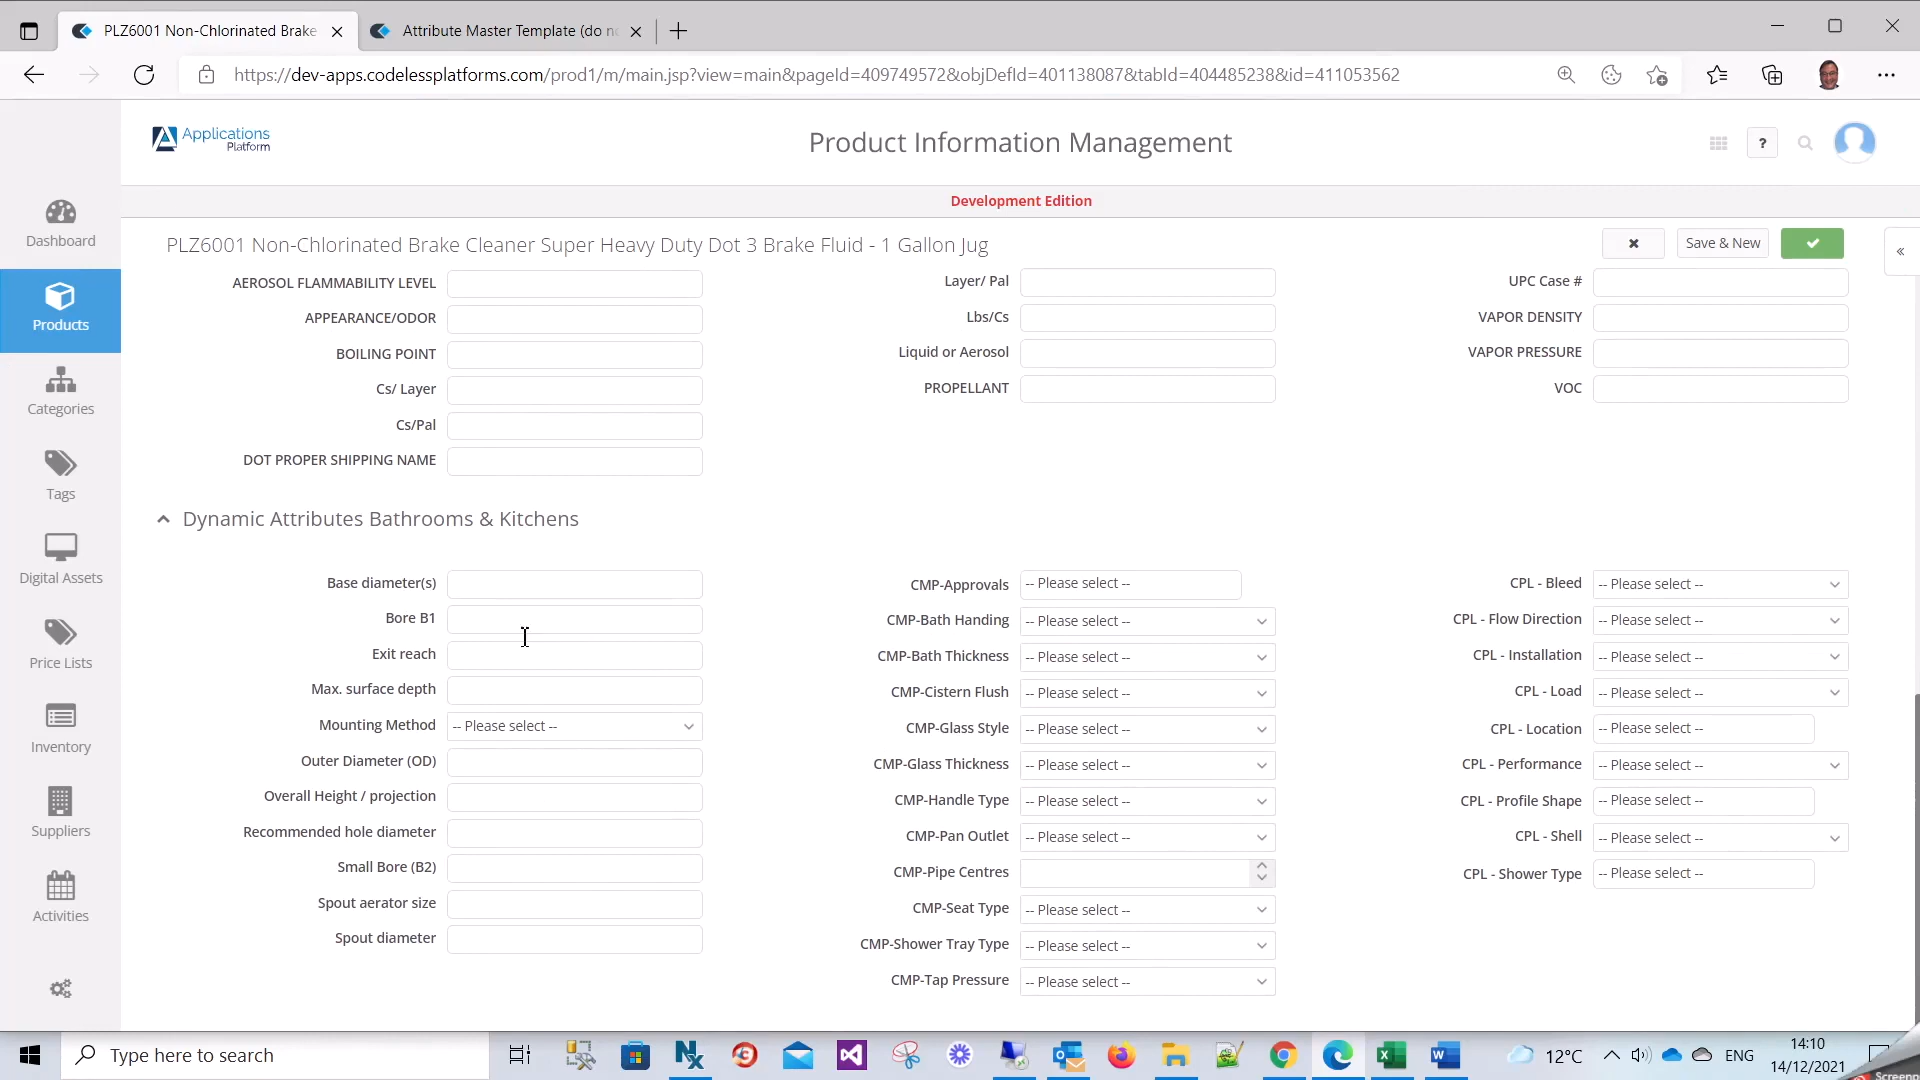 PLZ6001 Non-Chlorinated Brake
Attribute Master Template (do n
https://dev-apps.codelessplatforms.com/prod1/m/main.jsp?view=main&pageId=409749572&objDefId=401138087&tabId=404485238&id=411053562
Applications
Platform
Product Information Management
?
Development Edition
PLZ6001 Non-Chlorinated Brake Cleaner Super Heavy Duty Dot 3 Brake Fluid - 1 Gallon Jug
Save & New
Dashboard
Products
Categories
Tags
Digital Assets
Price Lists
Inventory
Suppliers
Activities
AEROSOL FLAMMABILITY LEVEL
APPEARANCE/ODOR
BOILING POINT
Cs/ Layer
Cs/Pal
DOT PROPER SHIPPING NAME
Layer/ Pal
Lbs/Cs
Liquid or Aerosol
PROPELLANT
UPC Case #
VAPOR DENSITY
VAPOR PRESSURE
VOC
Dynamic Attributes Bathrooms & Kitchens
Base diameter(s)
Bore B1
Exit reach
Max. surface depth
Mounting Method -- Please select --
Outer Diameter (OD)
Overall Height / projection
Recommended hole diameter
Small Bore (B2)
Spout aerator size
Spout diameter
CMP-Approvals -- Please select --
CMP-Bath Handing -- Please select --
CMP-Bath Thickness -- Please select --
CMP-Cistern Flush -- Please select --
CMP-Glass Style -- Please select --
CMP-Glass Thickness -- Please select --
CMP-Handle Type -- Please select --
CMP-Pan Outlet -- Please select --
CMP-Pipe Centres
CMP-Seat Type -- Please select --
CMP-Shower Tray Type -- Please select --
CMP-Tap Pressure -- Please select --
CPL - Bleed -- Please select --
CPL - Flow Direction -- Please select --
CPL - Installation -- Please select --
CPL - Load -- Please select --
CPL - Location -- Please select --
CPL - Performance -- Please select --
CPL - Profile Shape -- Please select --
CPL - Shell -- Please select --
CPL - Shower Type -- Please select --
Type here to search
12°C
ENG
14:10
14/12/2021